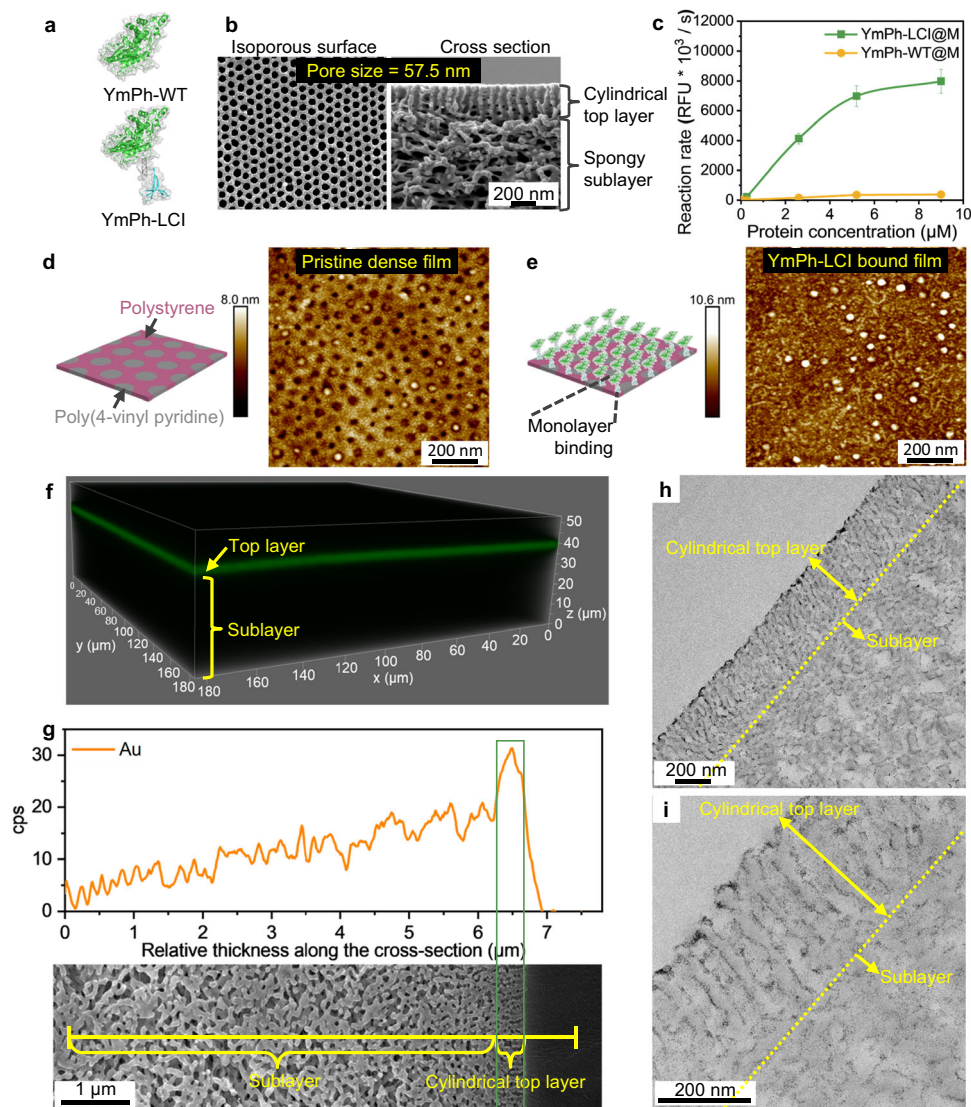 a
YmPh-WT
YmPh-LCI
b
Isoporous surface
Cross section
Pore size = 57.5 nm
Cylindrical
top layer
Spongy
sublayer
200 nm
c
Reaction rate (RFU * 10³ / s)
14000
12000
10000
8000
6000
4000
2000
0
YmPh-LCI@M
YmPh-WT@M
0 2 4 6 8 10
Protein concentration (µM)
d
Polystyrene
Poly(4-vinyl pyridine)
8.0 nm
Pristine dense film
200 nm
e
Monolayer
binding
10.6 nm
YmPh-LCI bound film
200 nm
f
Top layer
Sublayer
0
20
40
60
80
100
120
140
160
180
y (µm)
180 160 140 120 100 80 60 40 20 0
x (µm)
50
40
30
20
10
0
z (µm)
g
Au
cps
30
20
10
0
0 1 2 3 4 5 6 7
Relative thickness along the cross-section (µm)
Sublayer
Cylindrical top layer
1 µm
h
Cylindrical top layer
Sublayer
200 nm
i
Cylindrical top layer
Sublayer
200 nm